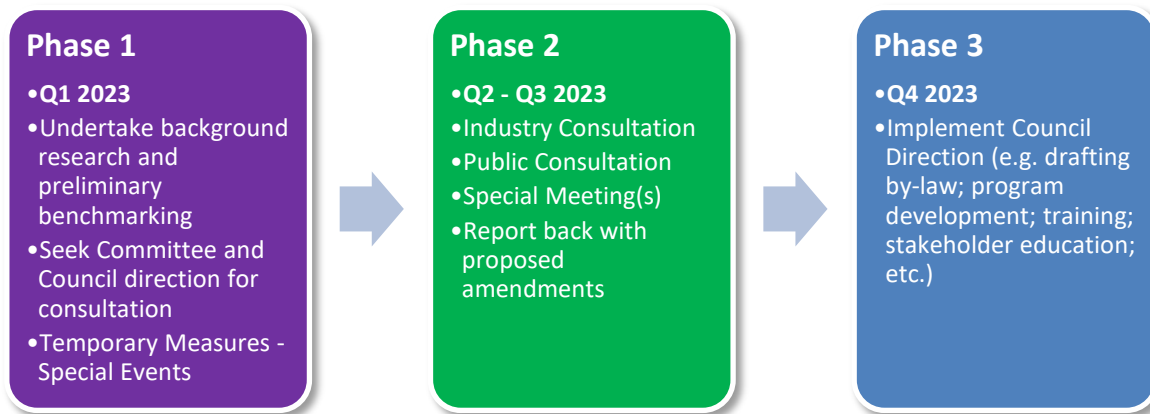 Phase 1
•Q1 2023
•Undertake background
research and
preliminary
benchmarking
•Seek Committee and
Council direction for
consultation
•Temporary Measures -
Special Events
Phase 2
•Q2 - Q3 2023
•Industry Consultation
•Public Consultation
•Special Meeting(s)
•Report back with
proposed
amendments
Phase 3
•Q4 2023
•Implement Council
Direction (e.g. drafting
by-law; program
development; training;
stakeholder education;
etc.)